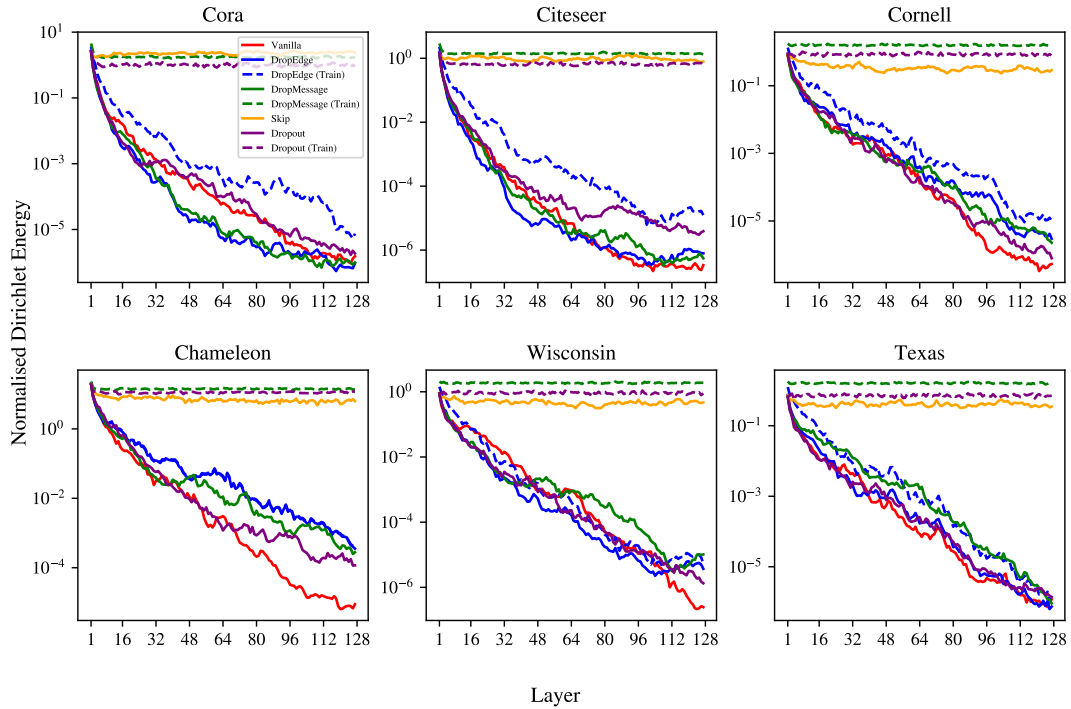 Cora
Citeseer
Cornell
10^1
10^-1
10^-3
10^-5
1 16 32 48 64 80 96 112 128
Vanilla
DropEdge
DropEdge (Train)
DropMessage
DropMessage (Train)
Skip
Dropout
Dropout (Train)
10^0
10^-2
10^-4
10^-6
1 16 32 48 64 80 96 112 128
10^-1
10^-3
10^-5
1 16 32 48 64 80 96 112 128
Normalised Dirichlet Energy
Chameleon
Wisconsin
Texas
10^0
10^-2
10^-4
1 16 32 48 64 80 96 112 128
10^0
10^-2
10^-4
10^-6
1 16 32 48 64 80 96 112 128
10^-1
10^-3
10^-5
1 16 32 48 64 80 96 112 128
Layer